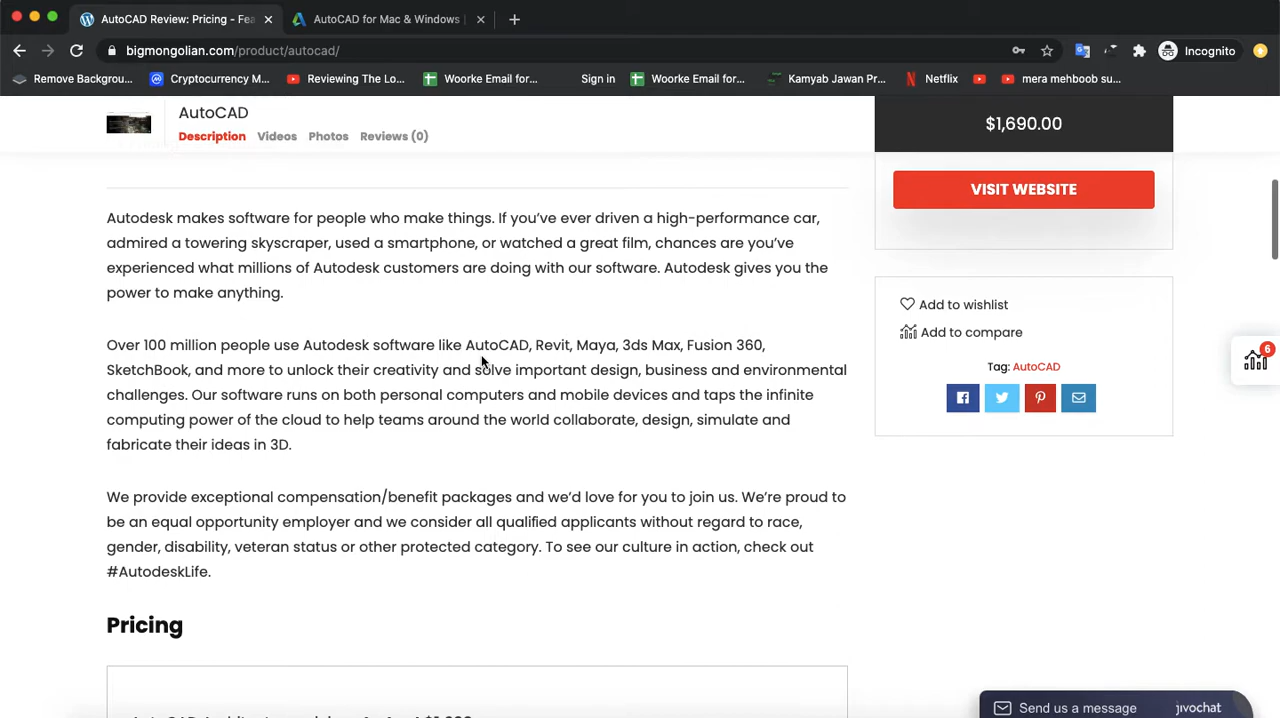 AutoCAD Review: Pricing - Fea
AutoCAD for Mac & Windows
bigmongolian.com/product/autocad/
Incognito
Remove Backgrou...
Cryptocurrency M...
Reviewing The Lo...
Woorke Email for...
Sign in
Woorke Email for...
Kamyab Jawan Pr...
Netflix
mera mehboob su...
AutoCAD
Description Videos Photos Reviews (0)
$1,690.00
VISIT WEBSITE
Autodesk makes software for people who make things. If you've ever driven a high-performance car,
admired a towering skyscraper, used a smartphone, or watched a great film, chances are you've
experienced what millions of Autodesk customers are doing with our software. Autodesk gives you the
power to make anything.
Over 100 million people use Autodesk software like AutoCAD, Revit, Maya, 3ds Max, Fusion 360,
SketchBook, and more to unlock their creativity and solve important design, business and environmental
challenges. Our software runs on both personal computers and mobile devices and taps the infinite
computing power of the cloud to help teams around the world collaborate, design, simulate and
fabricate their ideas in 3D.
We provide exceptional compensation/benefit packages and we'd love for you to join us. We're proud to
be an equal opportunity employer and we consider all qualified applicants without regard to race,
gender, disability, veteran status or other protected category. To see our culture in action, check out
#AutodeskLife.
Pricing
Add to wishlist
Add to compare
Tag: AutoCAD
6
Send us a message
jivochat